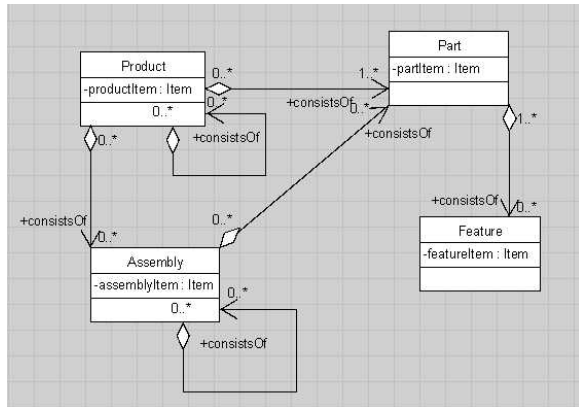 Product
-productItem : Item
0..*
0..*
0..*
1..*
+consistsOf
Part
-partItem : Item
0..*
+consistsOf
1..*
+consistsOf
0..*
+consistsOf
0..*
+consistsOf
0..*
Feature
-featureItem : Item
0..*
Assembly
-assemblyItem : Item
0..*
0..*
+consistsOf